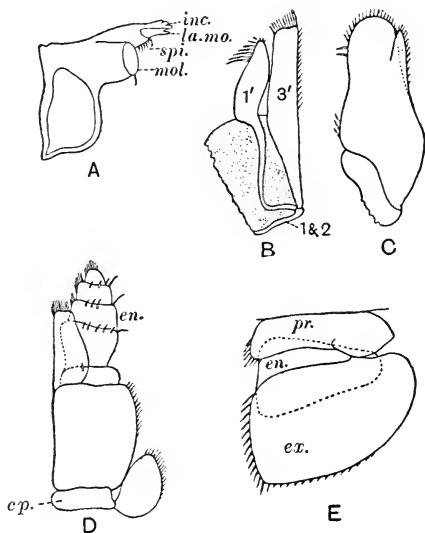 inc.
la.mo.
spi.
mol.
A
1'
3'
1&2
B
C
en.
cp.
D
pr.
en.
ex.
E